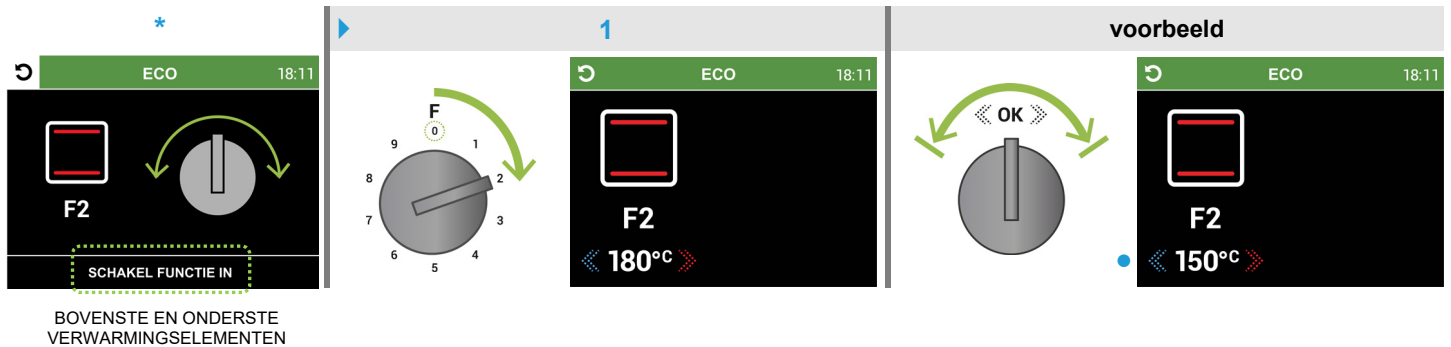 *
1
voorbeeld
ECO 18:11
F2
SCHAKEL FUNCTIE IN
BOVENSTE EN ONDERSTE
VERWARMINGSELEMENTEN
F
0
1
2
3
4
5
6
7
8
9
ECO 18:11
F2
180°C
OK
ECO 18:11
F2
150°C